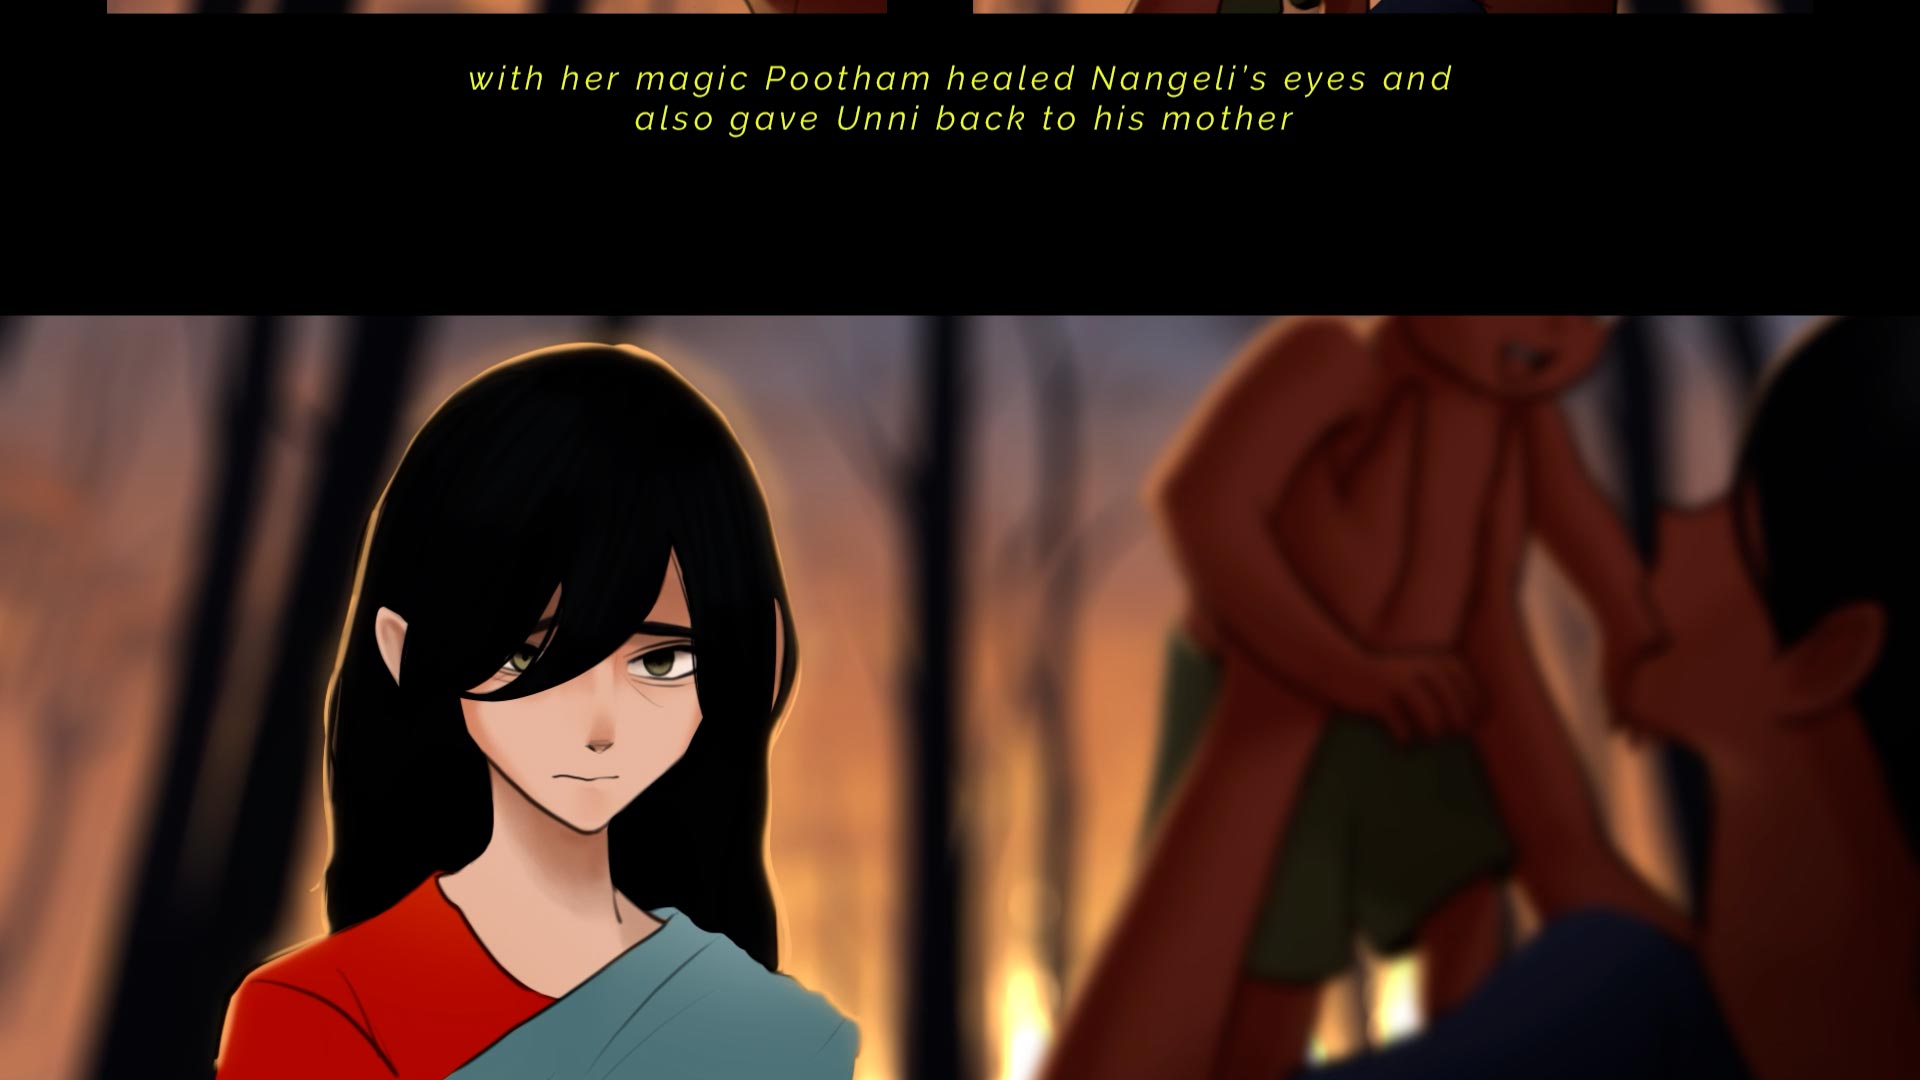 with her magic Pootham healed Nangeli's eyes and
also gave Unni back to his mother